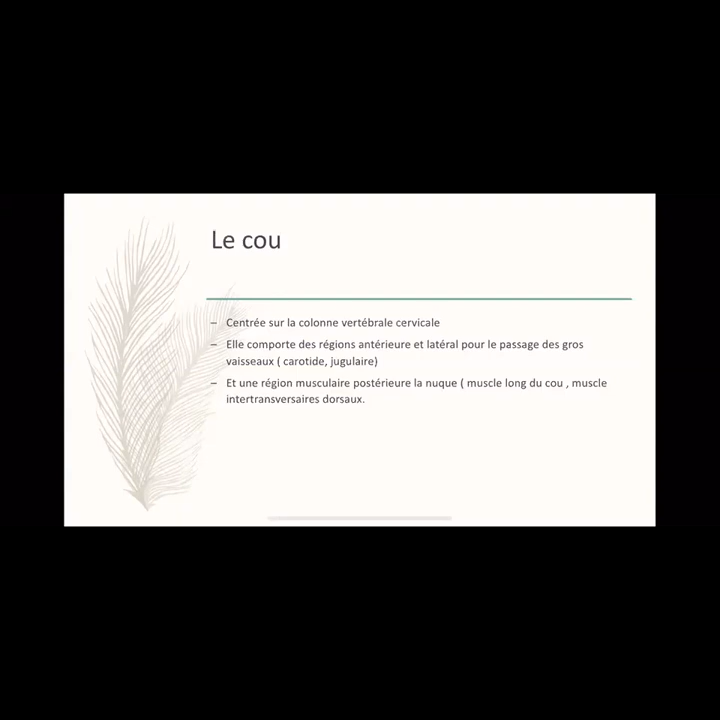 Le cou
– Centrée sur la colonne vertébrale cervicale
– Elle comporte des régions antérieure et latéral pour le passage des gros
vaisseaux ( carotide, jugulaire)
– Et une région musculaire postérieure la nuque ( muscle long du cou , muscle
intertransversaires dorsaux.